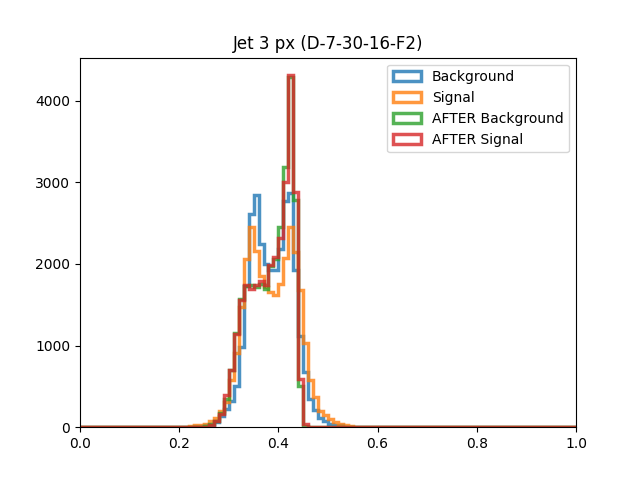 Jet 3 px (D-7-30-16-F2)
Background
Signal
AFTER Background
AFTER Signal
4000
3000
2000
1000
0
0.0 0.2 0.4 0.6 0.8 1.0